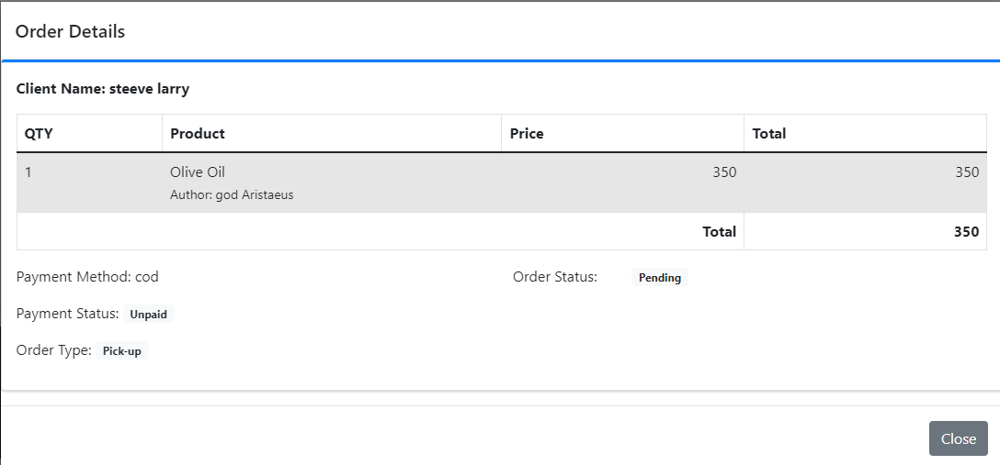 Order Details
Client Name: steeve larry
QTY Product Price Total
1 Olive Oil 350 350
Author: god Aristaeus
Total 350
Payment Method: cod Order Status: Pending
Payment Status: Unpaid
Order Type: Pick-up
Close